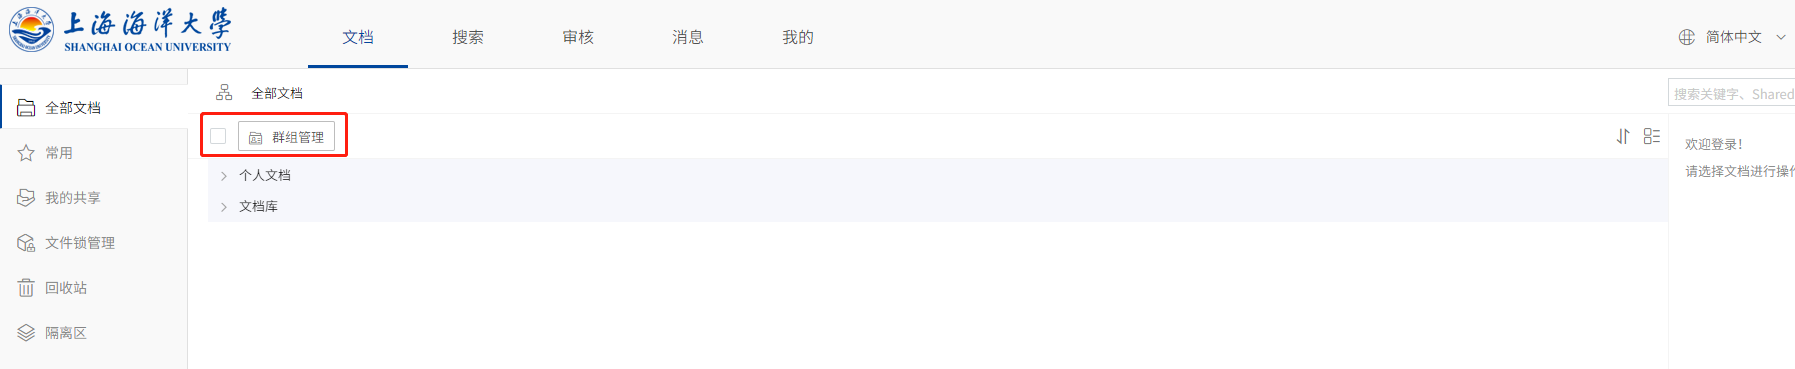 上海海洋大學
SHANGHAI OCEAN UNIVERSITY
文档
搜索
审核
消息
我的
简体中文
全部文档
常用
我的共享
文件锁管理
回收站
隔离区
全部文档
搜索关键字、Shared
群组管理
个人文档
文档库
欢迎登录!
请选择文档进行操作